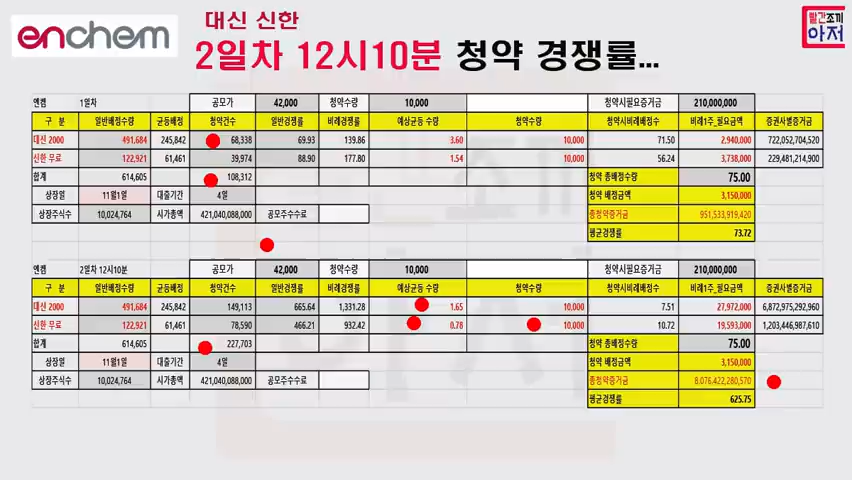 enchem
대신 신한
2일차 12시10분 청약 경쟁률...
빨간조끼
아저
엔켐 1일차 공모가 42,000 청약수량 10,000 청약시필요증거금 210,000,000
구 분 일반배정수량 균등배정 청약건수 일반경쟁률 비례경쟁률 예상균등 수량 청약수량 청약시비례배정수 비례1주_필요금액 증권사별증거금
대신 2000 491,684 245,842 68,338 69.93 139.86 3.60 10,000 71.50 2,940,000 722,052,704,520
신한 무료 122,921 61,461 39,974 88.90 177.80 1.54 10,000 56.24 3,738,000 229,481,214,900
합계 614,605 108,312 청약 총배정수량 75.00
상장일 11월1일 대출기간 4일 청약 배정금액 3,150,000
상장주식수 10,024,764 시가총액 421,040,088,000 공모주수수료 총청약증거금 951,533,919,420
평균경쟁률 73.72
엔켐 2일차 12시10분 공모가 42,000 청약수량 10,000 청약시필요증거금 210,000,000
구 분 일반배정수량 균등배정 청약건수 일반경쟁률 비례경쟁률 예상균등 수량 청약수량 청약시비례배정수 비례1주_필요금액 증권사별증거금
대신 2000 491,684 245,842 149,113 665.64 1,331.28 1.65 10,000 7.51 27,972,000 6,872,975,292,960
신한 무료 122,921 61,461 78,590 466.21 932.42 0.78 10,000 10.72 19,593,000 1,203,446,987,610
합계 614,605 227,703 청약 총배정수량 75.00
상장일 11월1일 대출기간 4일 청약 배정금액 3,150,000
상장주식수 10,024,764 시가총액 421,040,088,000 공모주수수료 총청약증거금 8,076,422,280,570
평균경쟁률 625.75